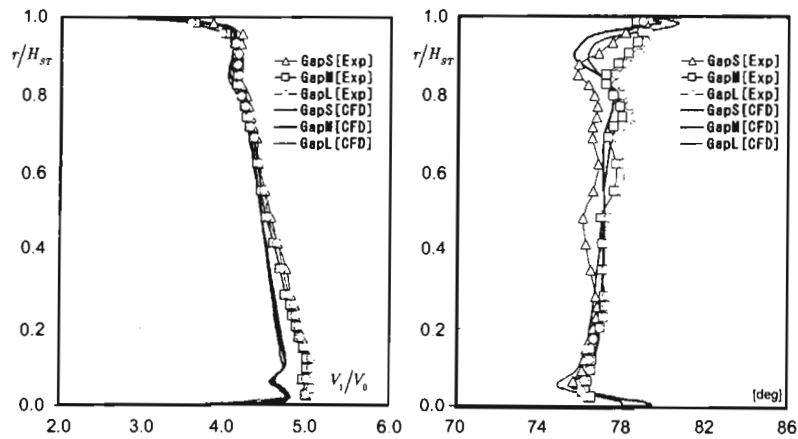 1.0
r/H_ST
0.8
0.6
0.4
0.2
0.0
GapS[Exp]
GapM[Exp]
GapL[Exp]
GapS[CFD]
GapM[CFD]
GapL[CFD]
V₁/V₀
2.0 3.0 4.0 5.0 6.0
1.0
r/H_ST
0.8
0.6
0.4
0.2
0.0
GapS[Exp]
GapM[Exp]
GapL[Exp]
GapS[CFD]
GapM[CFD]
GapL[CFD]
[deg]
70 74 78 82 86